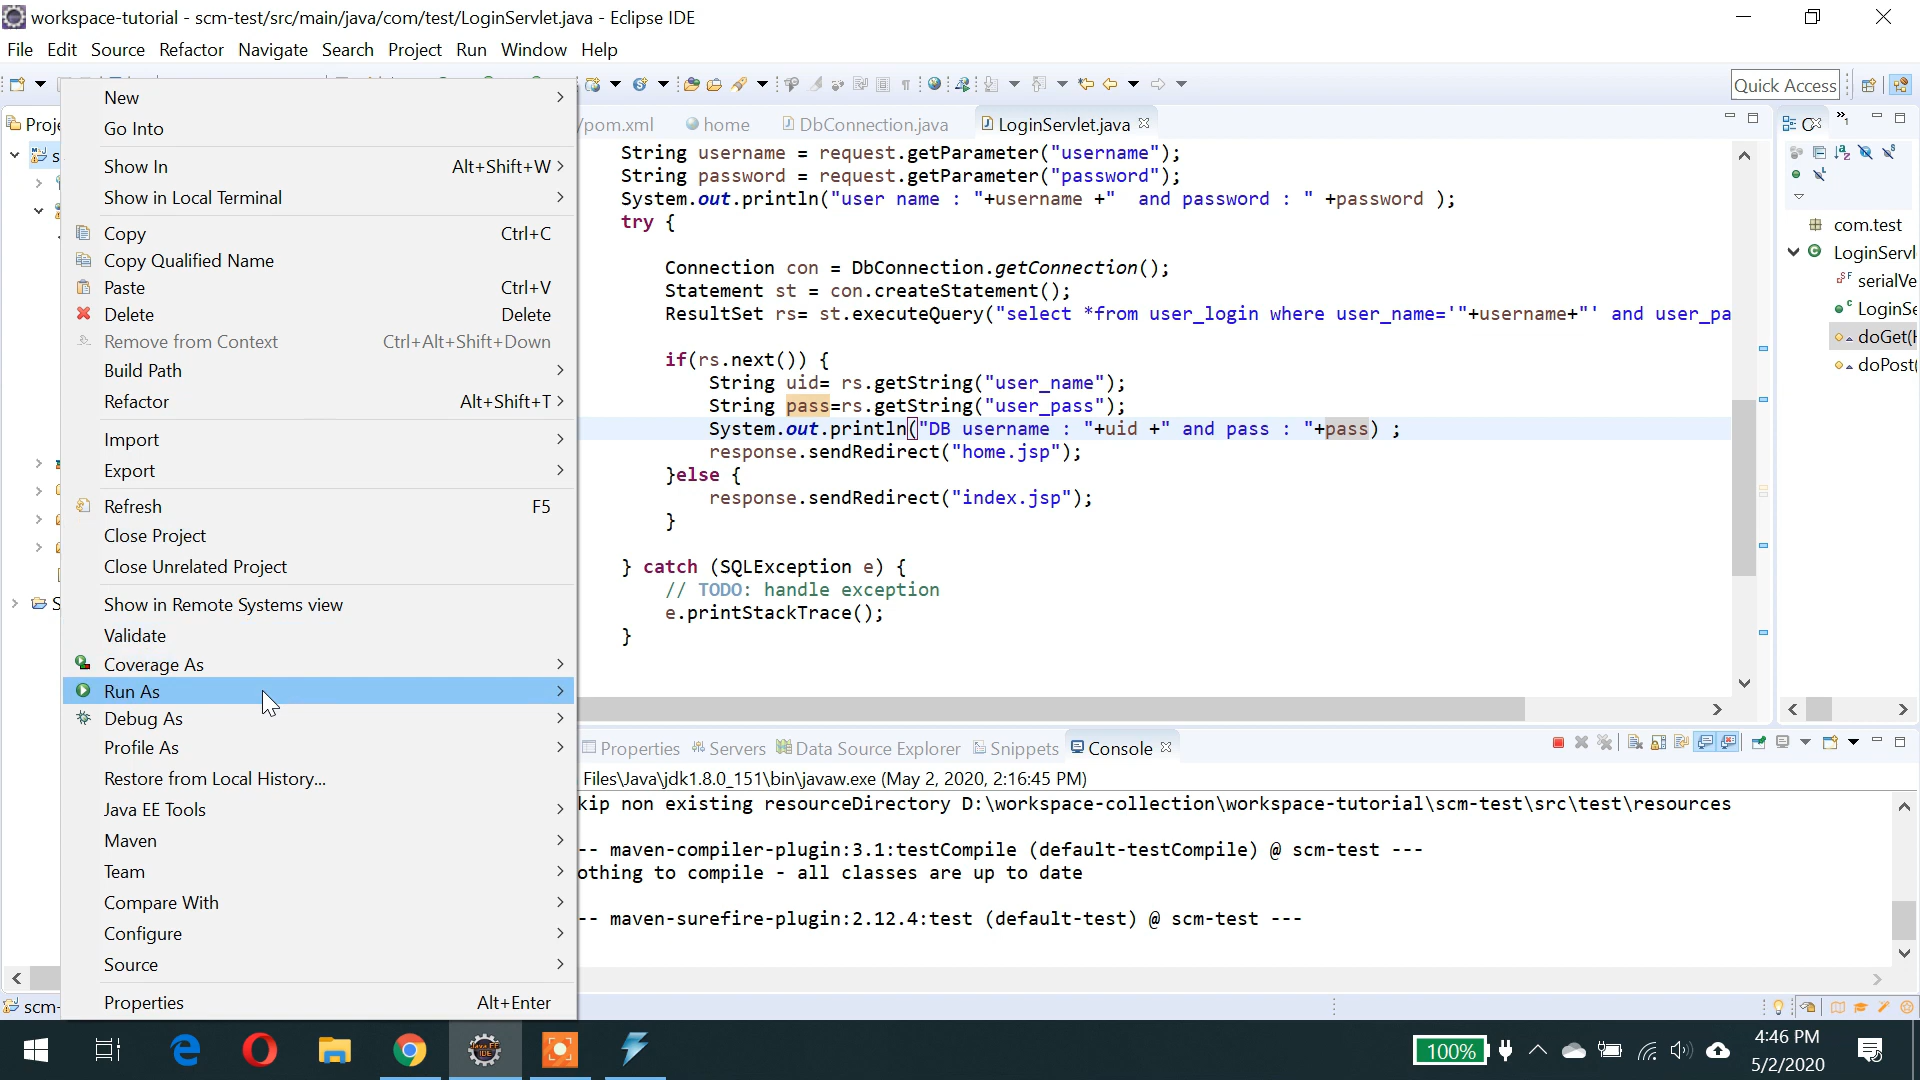 workspace-tutorial - scm-test/src/main/java/com/test/LoginServlet.java - Eclipse IDE
File Edit Source Refactor Navigate Search Project Run Window Help
Quick Access
Proje
/pom.xml home DbConnection.java LoginServlet.java
New
Go Into
Show In Alt+Shift+W
Show in Local Terminal
Copy Ctrl+C
Copy Qualified Name
Paste Ctrl+V
Delete Delete
Remove from Context Ctrl+Alt+Shift+Down
Build Path
Refactor Alt+Shift+T
Import
Export
Refresh F5
Close Project
Close Unrelated Project
Show in Remote Systems view
Validate
Coverage As
Run As
Debug As
Profile As
Restore from Local History...
Java EE Tools
Maven
Team
Compare With
Configure
Source
Properties Alt+Enter
String username = request.getParameter("username");
String password = request.getParameter("password");
System.out.println("user name : "+username +"  and password : " +password );
try {
Connection con = DbConnection.getConnection();
Statement st = con.createStatement();
ResultSet rs= st.executeQuery("select *from user_login where user_name='"+username+"' and user_pa
if(rs.next()) {
String uid= rs.getString("user_name");
String pass=rs.getString("user_pass");
System.out.println("DB username : "+uid +" and pass : "+pass) ;
response.sendRedirect("home.jsp");
}else {
response.sendRedirect("index.jsp");
}
} catch (SQLException e) {
// TODO: handle exception
e.printStackTrace();
}
com.test
LoginServl
serialVe
LoginSe
doGet(H
doPost(
Properties Servers Data Source Explorer Snippets Console
Files\Java\jdk1.8.0_151\bin\javaw.exe (May 2, 2020, 2:16:45 PM)
kip non existing resourceDirectory D:\workspace-collection\workspace-tutorial\scm-test\src\test\resources
-- maven-compiler-plugin:3.1:testCompile (default-testCompile) @ scm-test ---
othing to compile - all classes are up to date
-- maven-surefire-plugin:2.12.4:test (default-test) @ scm-test ---
scm-
100%
4:46 PM
5/2/2020